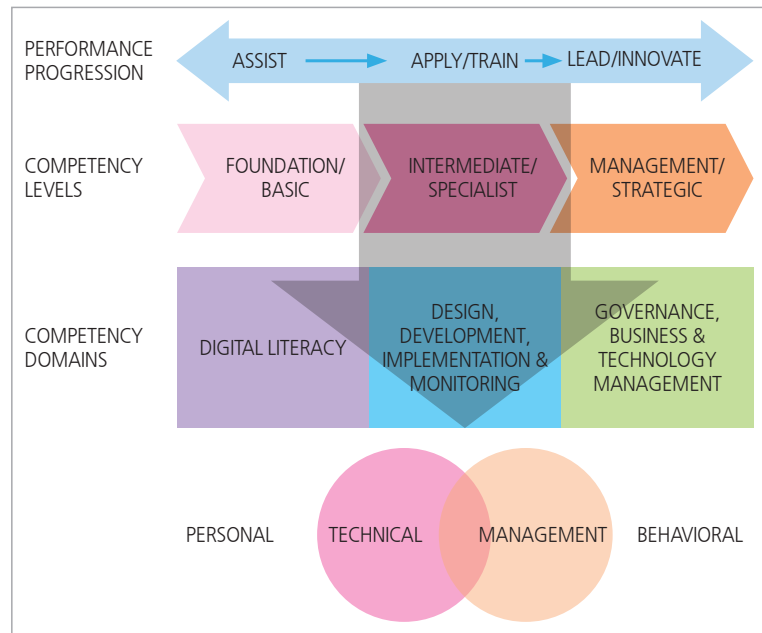 PERFORMANCE
PROGRESSION
ASSIST
APPLY/TRAIN
LEAD/INNOVATE
COMPETENCY
LEVELS
FOUNDATION/
BASIC
INTERMEDIATE/
SPECIALIST
MANAGEMENT/
STRATEGIC
COMPETENCY
DOMAINS
DIGITAL LITERACY
DESIGN,
DEVELOPMENT,
IMPLEMENTATION &
MONITORING
GOVERNANCE,
BUSINESS &
TECHNOLOGY
MANAGEMENT
PERSONAL
TECHNICAL
MANAGEMENT
BEHAVIORAL